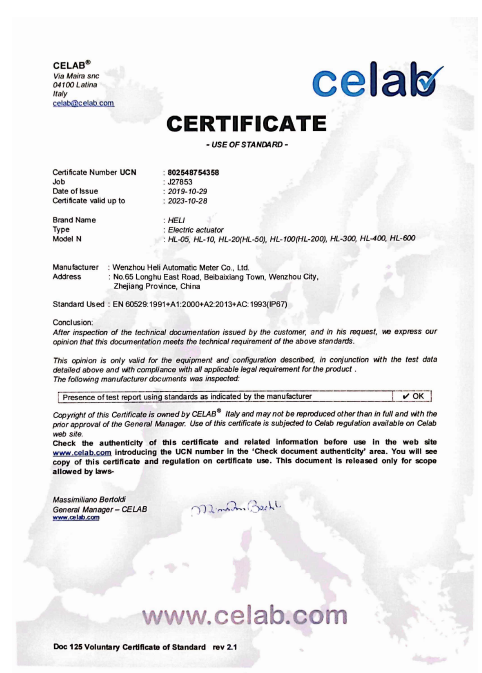 CELAB®
Via Maira snc
04100 Latina
Italy
celab@celab.com
celab
CERTIFICATE
- USE OF STANDARD -
Certificate Number UCN : 802548754358
Job : J27853
Date of Issue : 2019-10-29
Certificate valid up to : 2023-10-28
Brand Name : HELI
Type : Electric actuator
Model N : HL-05, HL-10, HL-20(HL-50), HL-100(HL-200), HL-300, HL-400, HL-600
Manufacturer : Wenzhou Heli Automatic Meter Co., Ltd.
Address : No.65 Longhu East Road, Beibaixiang Town, Wenzhou City,
Zhejiang Province, China
Standard Used : EN 60529:1991+A1:2000+A2:2013+AC:1993(IP67)
Conclusion:
After inspection of the technical documentation issued by the customer, and in his request, we express our
opinion that this documentation meets the technical requirement of the above standards.
This opinion is only valid for the equipment and configuration described, in conjunction with the test data
detailed above and with compliance with all applicable legal requirement for the product .
The following manufacturer documents was inspected:
Presence of test report using standards as indicated by the manufacturer ✔ OK
Copyright of this Certificate is owned by CELAB® Italy and may not be reproduced other than in full and with the
prior approval of the General Manager. Use of this certificate is subjected to Celab regulation available on Celab
web site.
Check the authenticity of this certificate and related information before use in the web site
www.celab.com introducing the UCN number in the 'Check document authenticity' area. You will see
copy of this certificate and regulation on certificate use. This document is released only for scope
allowed by laws-
Massimiliano Bertoldi
General Manager – CELAB
www.celab.com
www.celab.com
Doc 125 Voluntary Certificate of Standard rev 2.1